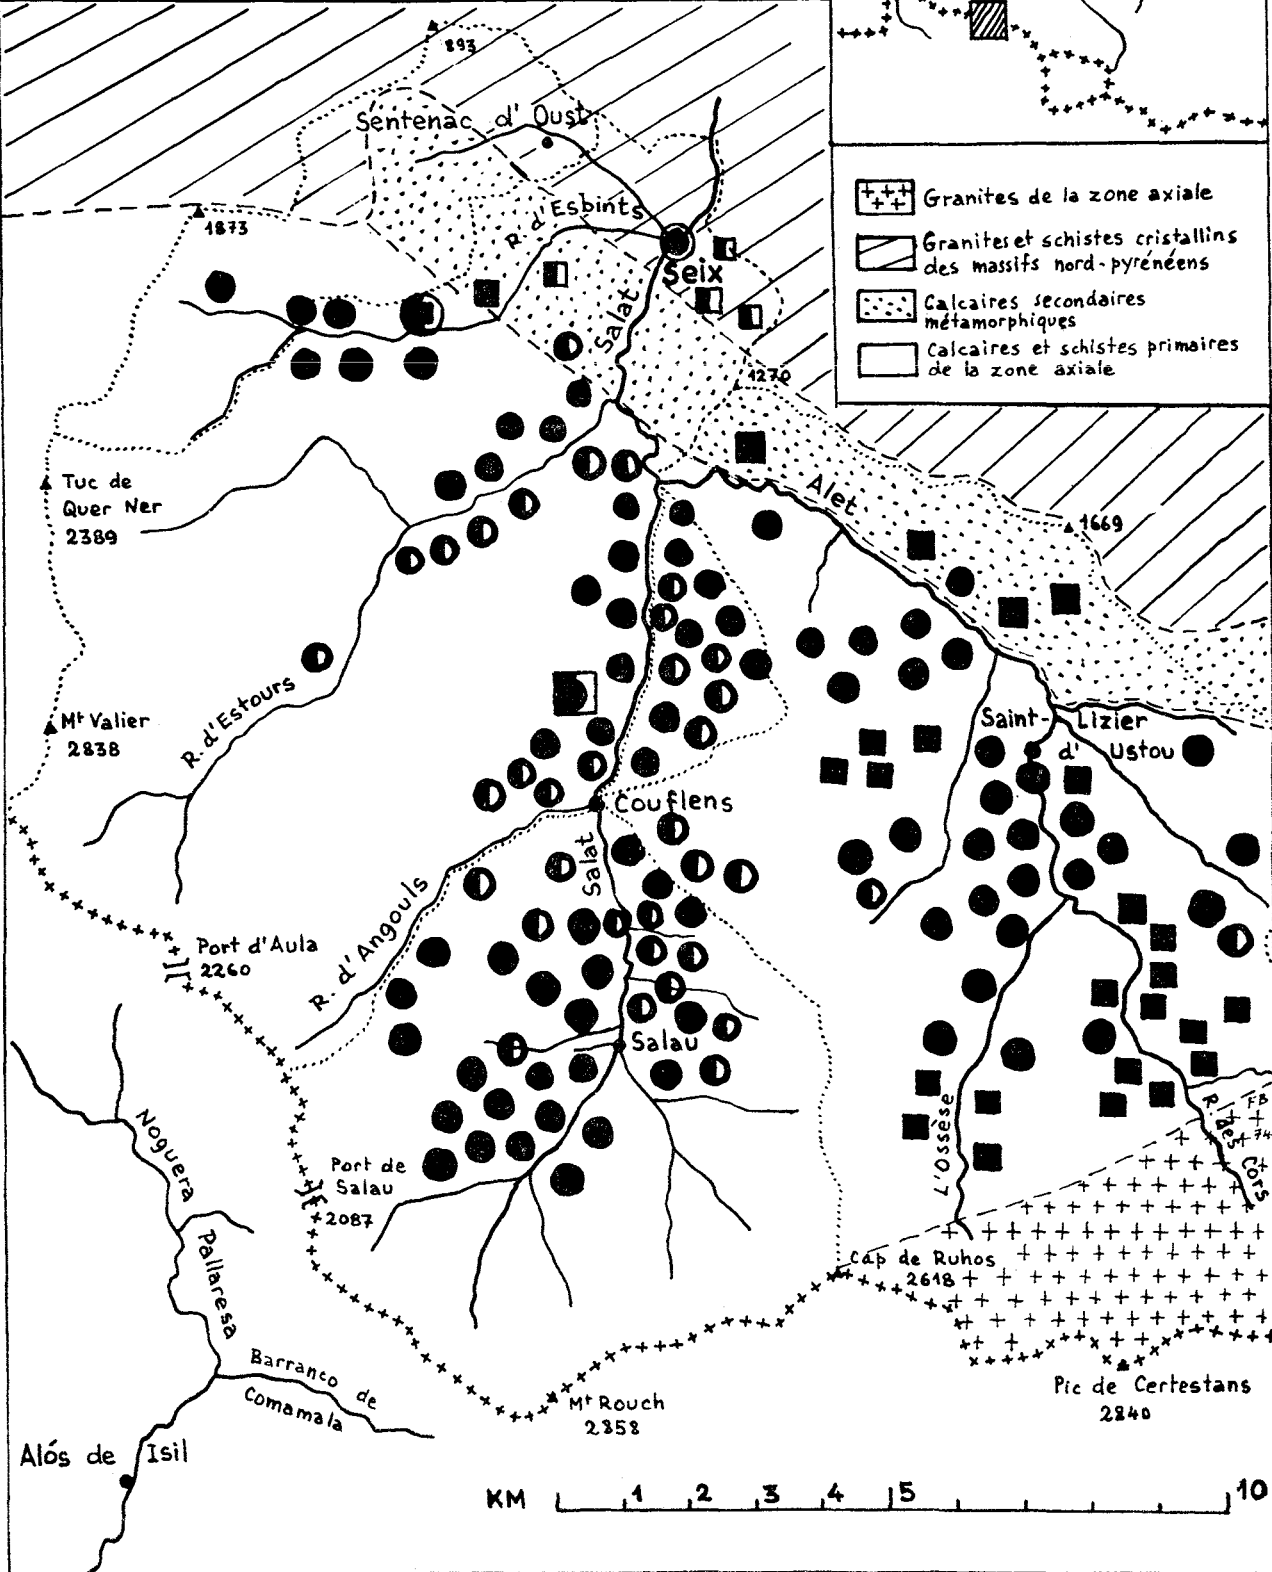 893
Sentenac d'Oust
R. d'Esbints
1873
Seix
Salat
1270
Granites de la zone axiale
Granites et schistes cristallins
des massifs nord-pyrénéens
Calcaires secondaires
métamorphiques
Calcaires et schistes primaires
de la zone axiale
Tuc de
Quer Ner
2389
Alet
1669
Mt Valier
2838
R. d'Estours
Saint-Lizier
d'Ustou
Couflens
Salat
R. d'Angouls
Port d'Aula
2260
Salau
Noguera
Pallaresa
Port de
Salau
2087
L'Ossèse
R. des Cors
FB
74
Cap de Ruhos
2618
Pic de Certestans
2840
Mt Rouch
2858
Barranco de
Comamala
Alós de Isil
KM 1 2 3 4 5 10